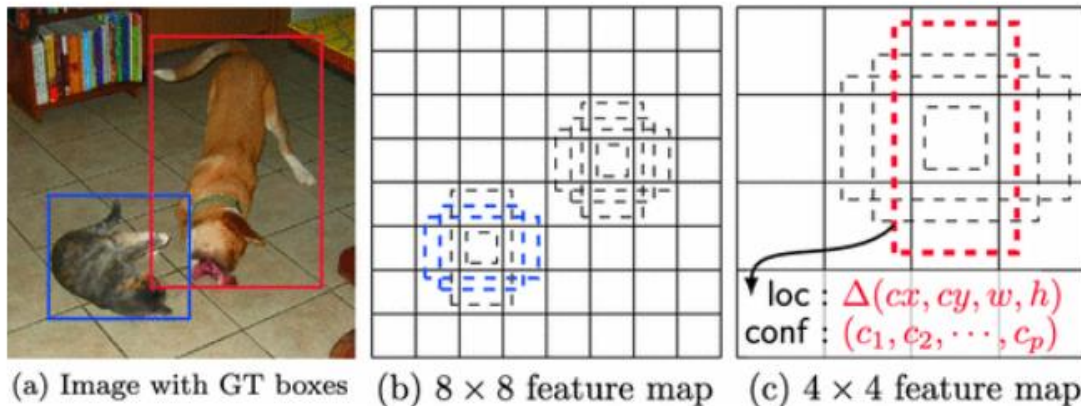 loc : Δ(cx, cy, w, h)
conf : (c₁, c₂, ⋯, cₚ)
(a) Image with GT boxes
(b) 8 × 8 feature map
(c) 4 × 4 feature map